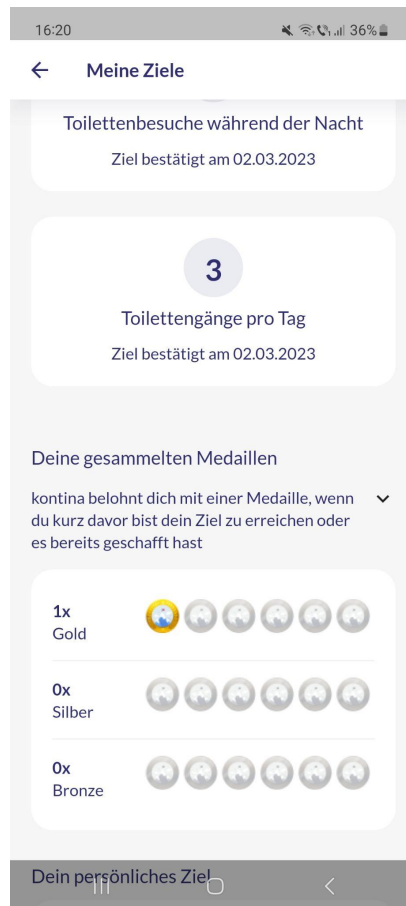 16:20
36%
Meine Ziele
Toilettenbesuche während der Nacht
Ziel bestätigt am 02.03.2023
3
Toilettengänge pro Tag
Ziel bestätigt am 02.03.2023
Deine gesammelten Medaillen
kontina belohnt dich mit einer Medaille, wenn
du kurz davor bist dein Ziel zu erreichen oder
es bereits geschafft hast
1x
Gold
0x
Silber
0x
Bronze
Dein persönliches Ziel